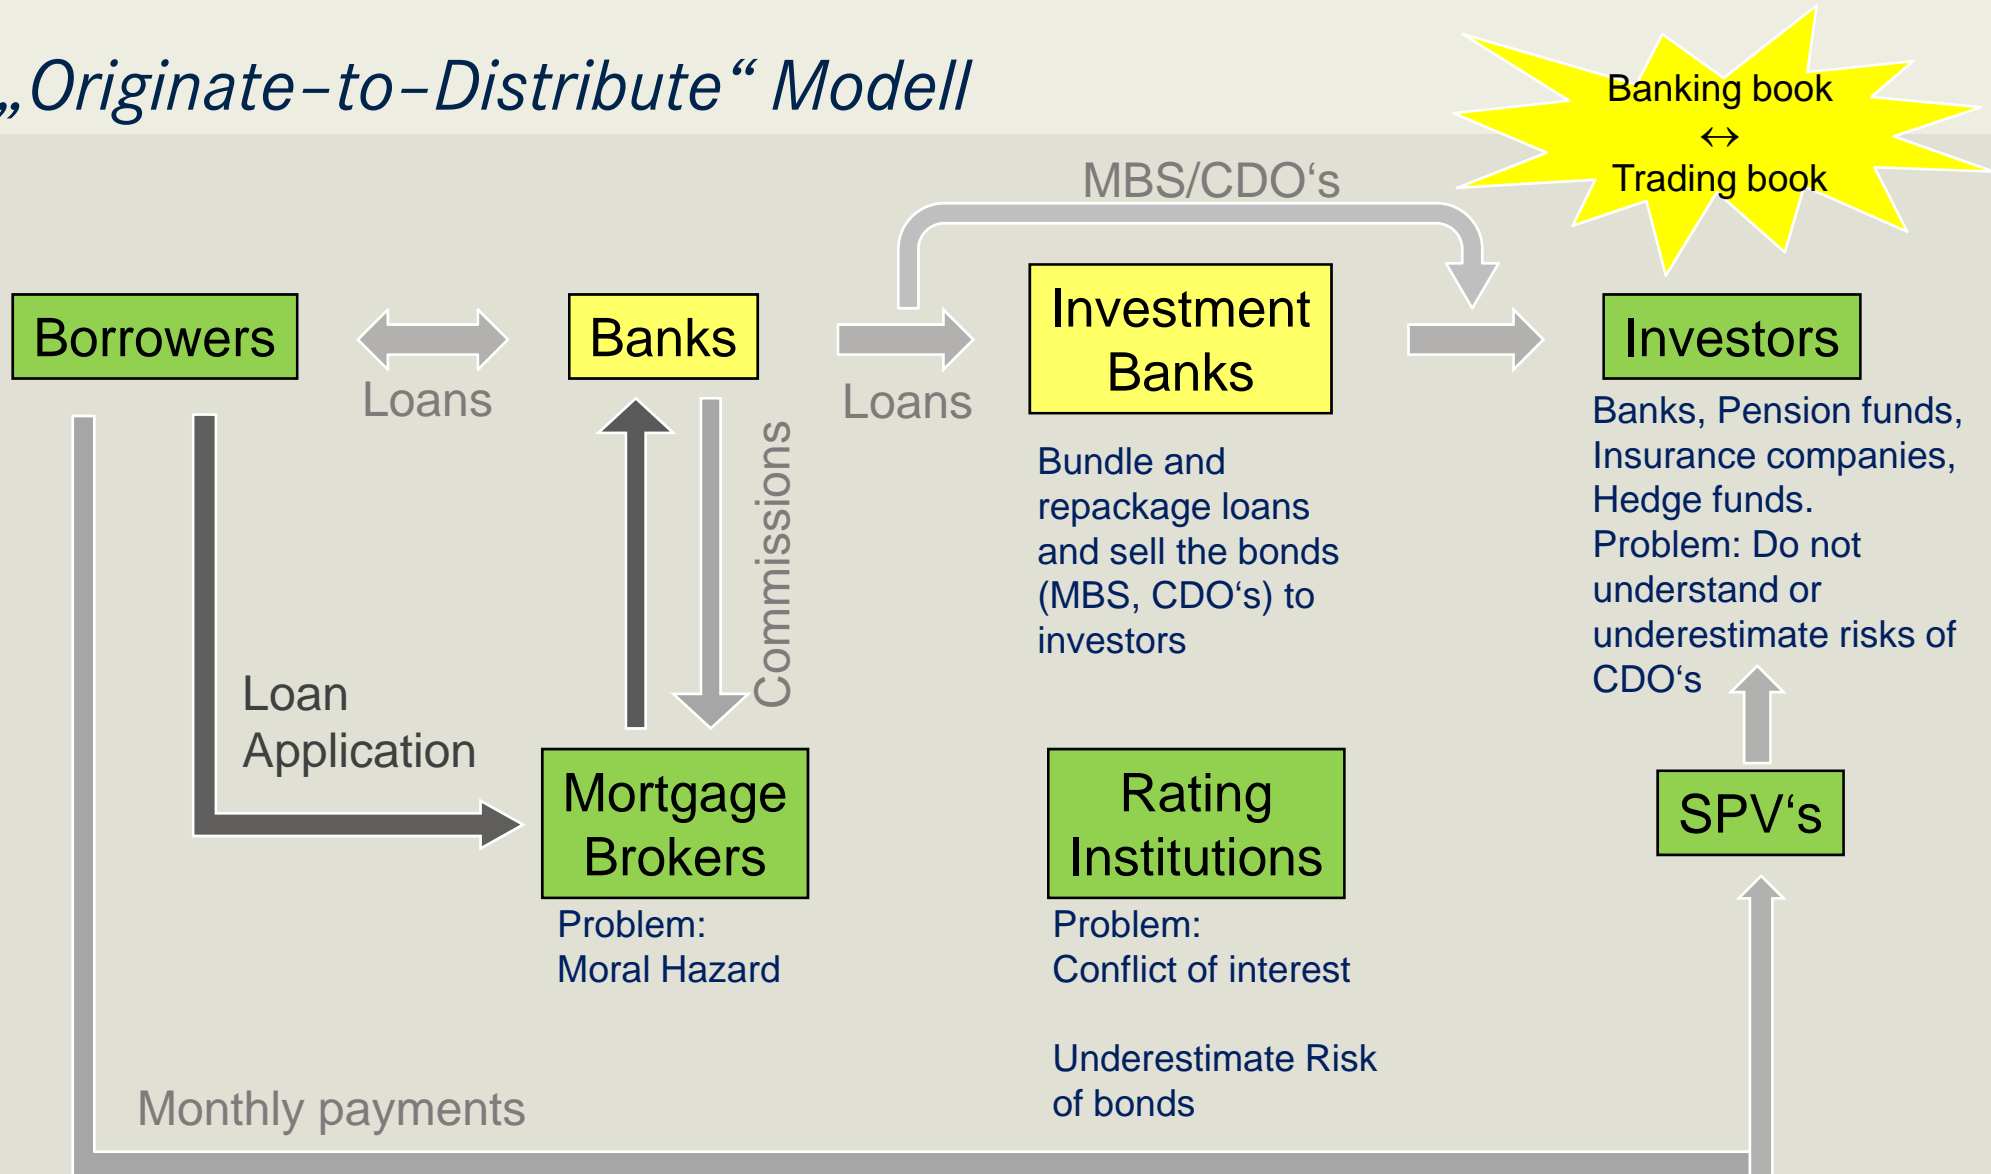 „Originate-to-Distribute“ Modell
Banking book
↔
Trading book
MBS/CDO‘s
Borrowers
Loans
Banks
Loans
Investment
Banks
Investors
Bundle and
repackage loans
and sell the bonds
(MBS, CDO‘s) to
investors
Banks, Pension funds,
Insurance companies,
Hedge funds.
Problem: Do not
understand or
underestimate risks of
CDO‘s
Commissions
Loan
Application
Mortgage
Brokers
Problem:
Moral Hazard
Rating
Institutions
Problem:
Conflict of interest
Underestimate Risk
of bonds
SPV‘s
Monthly payments